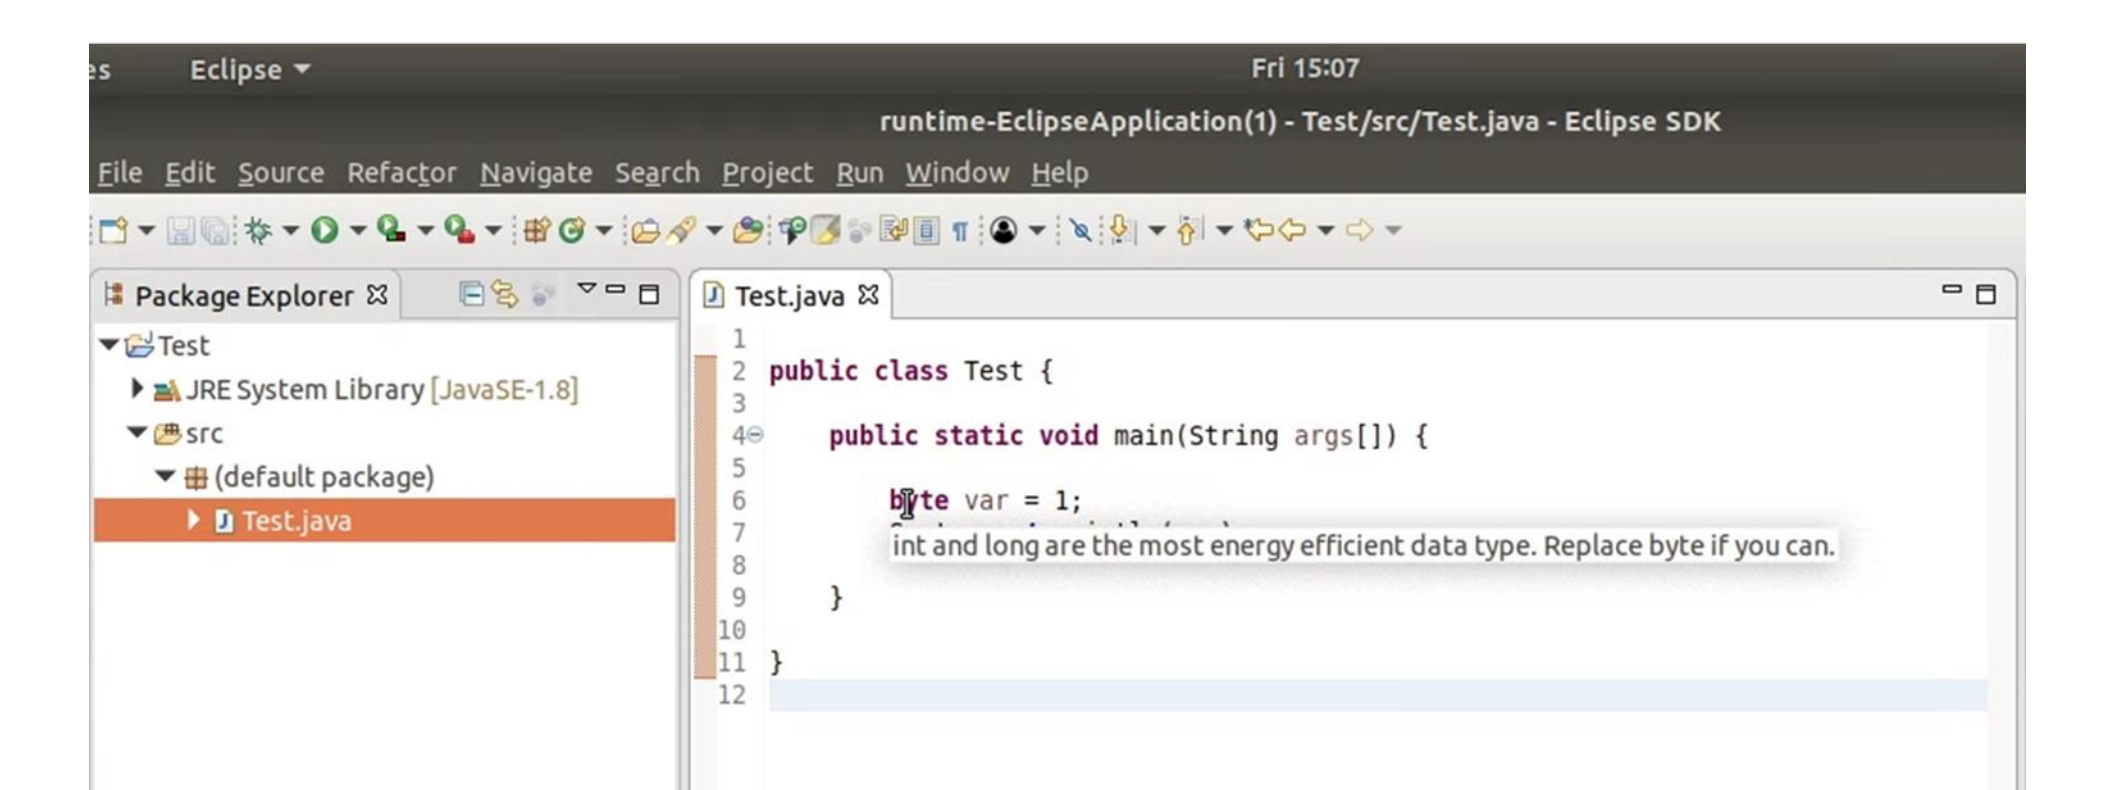 es Eclipse Fri 15:07
runtime-EclipseApplication(1) - Test/src/Test.java - Eclipse SDK
File Edit Source Refactor Navigate Search Project Run Window Help
Package Explorer
Test
JRE System Library [JavaSE-1.8]
src
(default package)
Test.java
Test.java
1
2 public class Test {
3
4 public static void main(String args[]) {
5
6 byte var = 1;
7
int and long are the most energy efficient data type. Replace byte if you can.
8
9 }
10
11 }
12